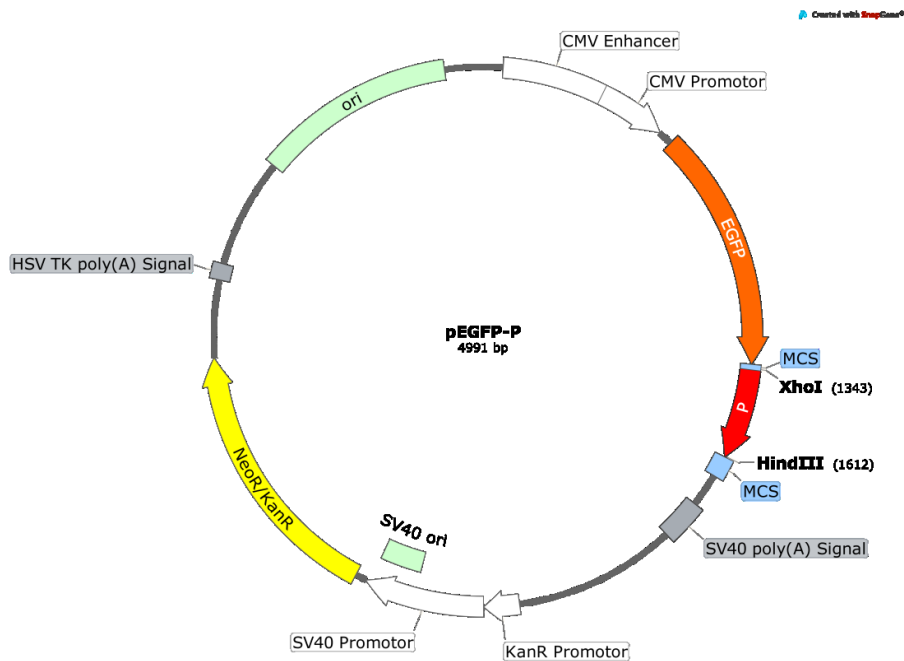 Created with SnapGene®
CMV Enhancer
CMV Promotor
ori
EGFP
HSV TK poly(A) Signal
pEGFP-P
4991 bp
MCS
XhoI (1343)
P
HindIII (1612)
MCS
NeoR/KanR
SV40 ori
SV40 poly(A) Signal
SV40 Promotor
KanR Promotor